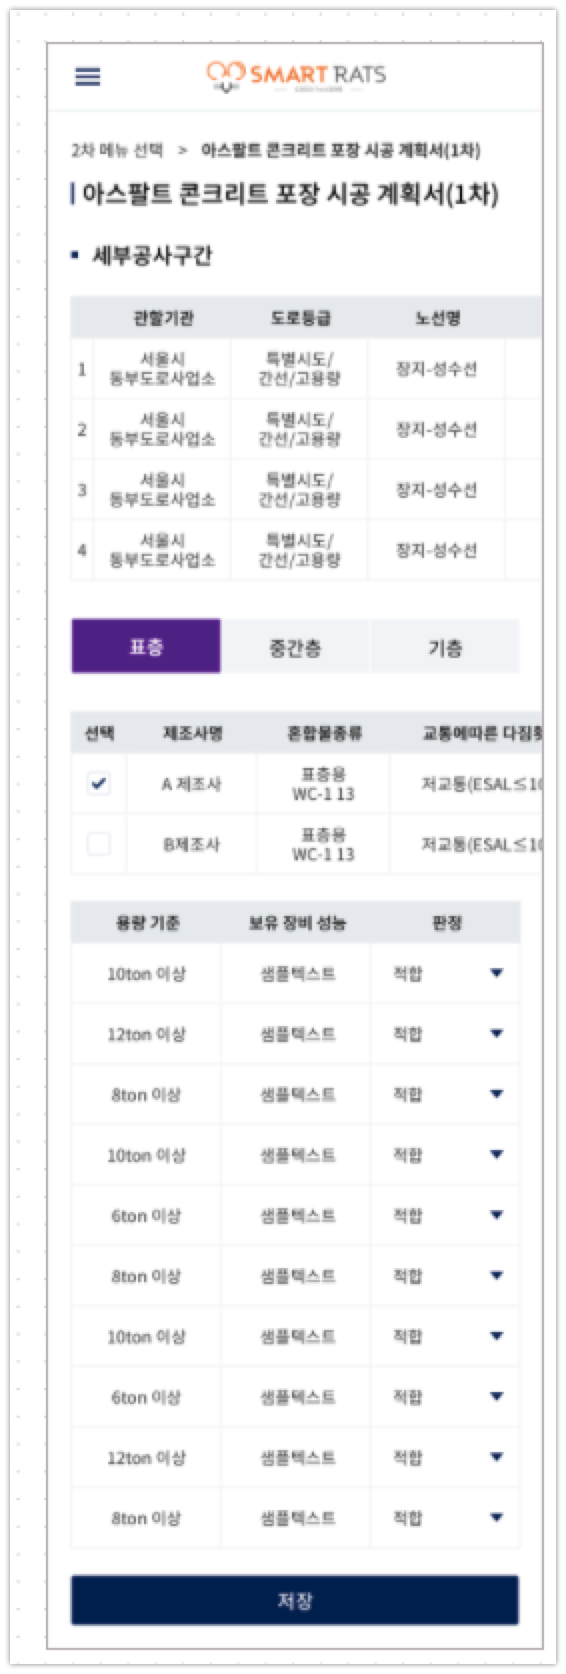 SMART RATS
2차 메뉴 선택 > 아스팔트 콘크리트 포장 시공 계획서(1차)
아스팔트 콘크리트 포장 시공 계획서(1차)
세부공사구간
관할기관 도로등급 노선명
1 서울시 동부도로사업소 특별시도/ 간선/고용량 장지-성수선
2 서울시 동부도로사업소 특별시도/ 간선/고용량 장지-성수선
3 서울시 동부도로사업소 특별시도/ 간선/고용량 장지-성수선
4 서울시 동부도로사업소 특별시도/ 간선/고용량 장지-성수선
표층 중간층 기층
선택 제조사명 혼합물종류 교통에따른 다짐횟
A 제조사 표층용 WC-1 13 저교통(ESAL≤10
B제조사 표층용 WC-1 13 저교통(ESAL≤10
용량 기준 보유 장비 성능 판정
10ton 이상 샘플텍스트 적합
12ton 이상 샘플텍스트 적합
8ton 이상 샘플텍스트 적합
10ton 이상 샘플텍스트 적합
6ton 이상 샘플텍스트 적합
8ton 이상 샘플텍스트 적합
10ton 이상 샘플텍스트 적합
6ton 이상 샘플텍스트 적합
12ton 이상 샘플텍스트 적합
8ton 이상 샘플텍스트 적합
저장